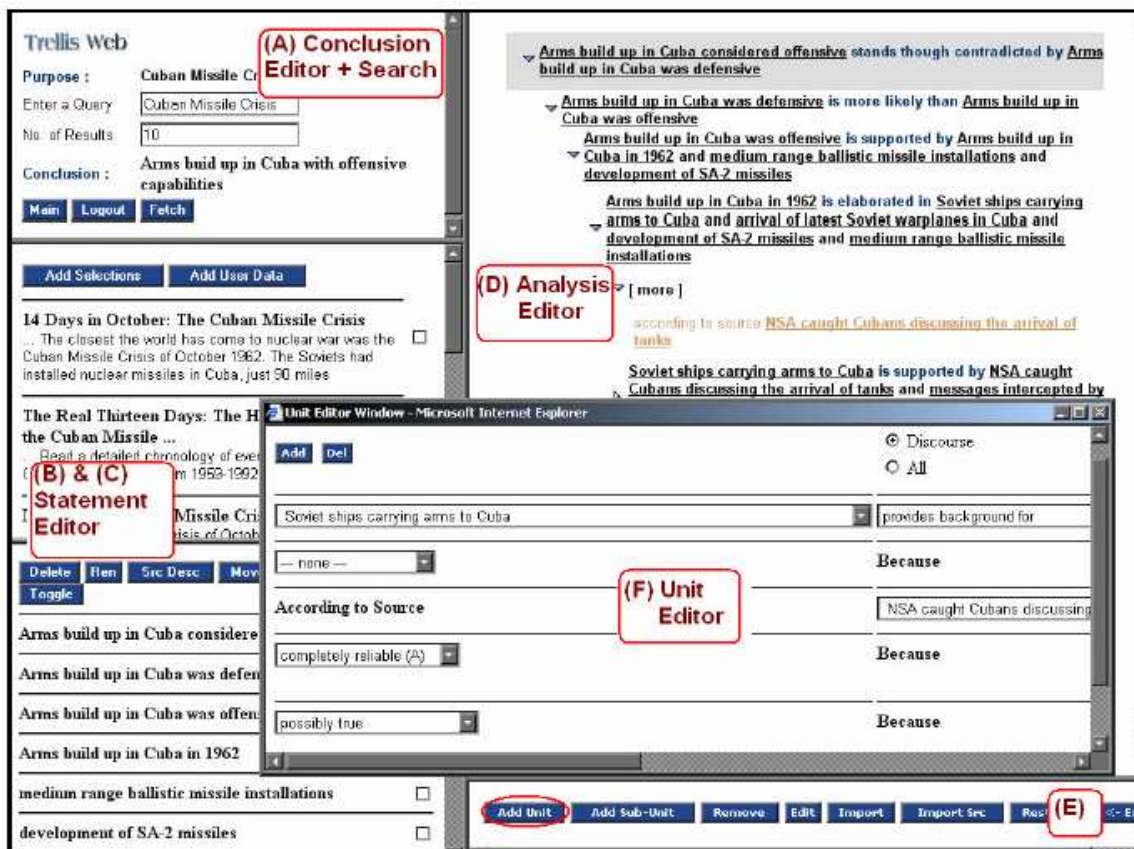 Trellis Web
(A) Conclusion
Editor + Search
Purpose :
Cuban Missile
Enter a Query
Cuban Missile Crisis
No. of Results
10
Conclusion :
Arms buid up in Cuba with offensive
capabilities
Main Logout Fetch
Add Selections Add User Data
14 Days in October: The Cuban Missile Crisis
... The closest the world has come to nuclear war was the
Cuban Missile Crisis of October 1962. The Soviets had
installed nuclear missiles in Cuba, just 90 miles
The Real Thirteen Days: The H
the Cuban Missile ...
... Read a detailed chronology of
m 1953-1992
(B) & (C)
Statement
Editor
Missile Cri
Delete Ren Src Desc Mov
Toggle
Arms build up in Cuba considere
Arms build up in Cuba was defen
Arms build up in Cuba was offen
Arms build up in Cuba in 1962
medium range ballistic missile installations
development of SA-2 missiles
Arms build up in Cuba considered offensive stands though contradicted by Arms
build up in Cuba was defensive
Arms build up in Cuba was defensive is more likely than Arms build up in
Cuba was offensive
Arms build up in Cuba was offensive is supported by Arms build up in
Cuba in 1962 and medium range ballistic missile installations and
development of SA-2 missiles
Arms build up in Cuba in 1962 is elaborated in Soviet ships carrying
arms to Cuba and arrival of latest Soviet warplanes in Cuba and
development of SA-2 missiles and medium range ballistic missile
installations
(D) Analysis
Editor
[ more ]
according to source NSA caught Cubans discussing the arrival of
tanks
Soviet ships carrying arms to Cuba is supported by NSA caught
Cubans discussing the arrival of tanks and messages intercepted by
Unit Editor Window - Microsoft Internet Explorer
Add Del
Discourse
All
Soviet ships carrying arms to Cuba
provides background for
--- none ---
Because
(F) Unit
Editor
According to Source
NSA caught Cubans discussing
completely reliable (A)
Because
possibly true
Because
Add Unit Add Sub-Unit Remove Edit Import Import Src Res
(E)
<- E